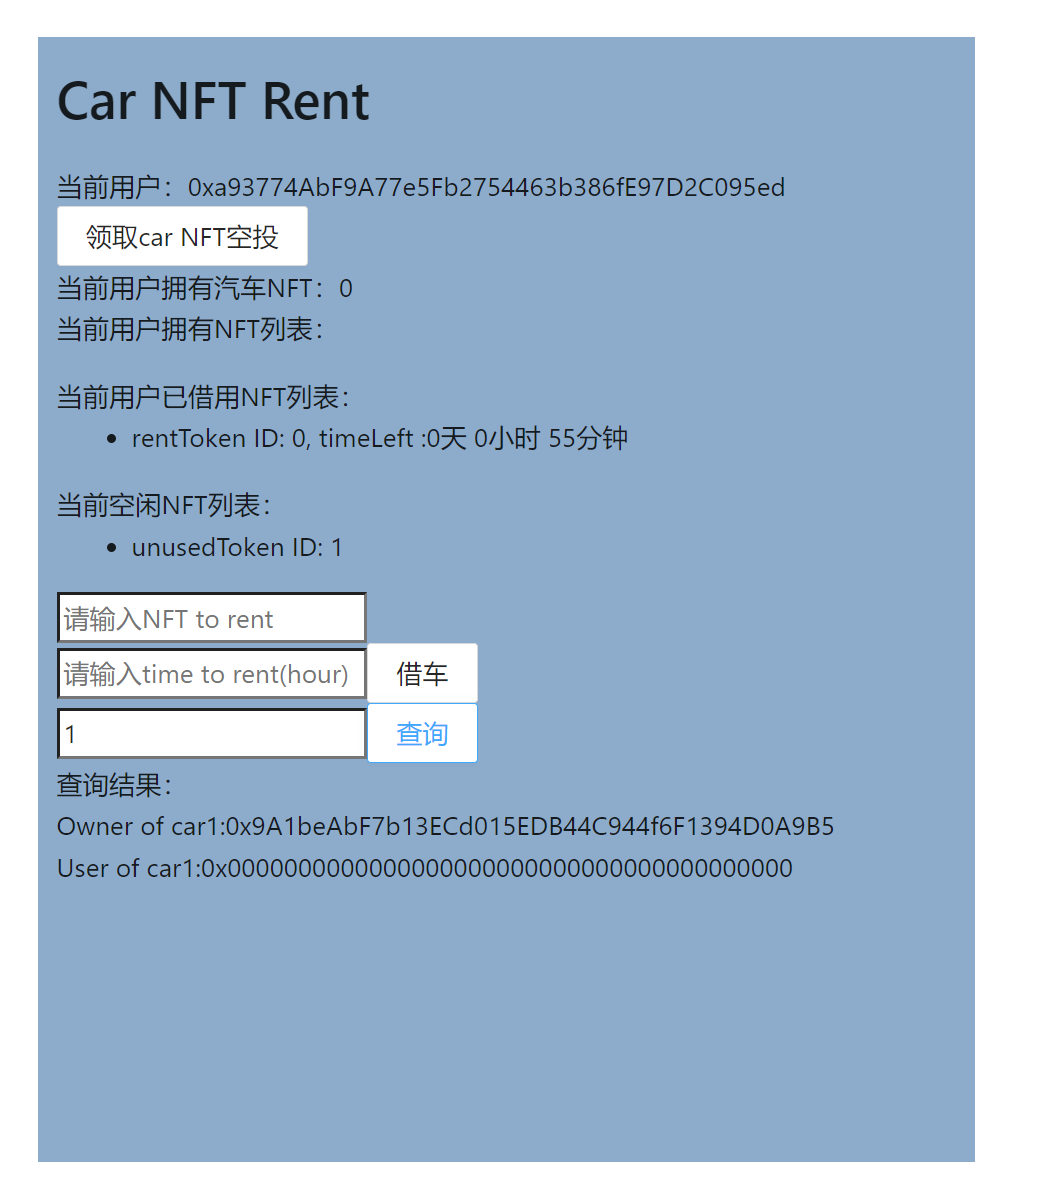 Car NFT Rent
当前用户：0xa93774AbF9A77e5Fb2754463b386fE97D2C095ed
领取car NFT空投
当前用户拥有汽车NFT：0
当前用户拥有NFT列表：
当前用户已借用NFT列表：
• rentToken ID: 0, timeLeft :0天 0小时 55分钟
当前空闲NFT列表：
• unusedToken ID: 1
请输入NFT to rent
请输入time to rent(hour) 借车
1 查询
查询结果：
Owner of car1:0x9A1beAbF7b13ECd015EDB44C944f6F1394D0A9B5
User of car1:0x0000000000000000000000000000000000000000